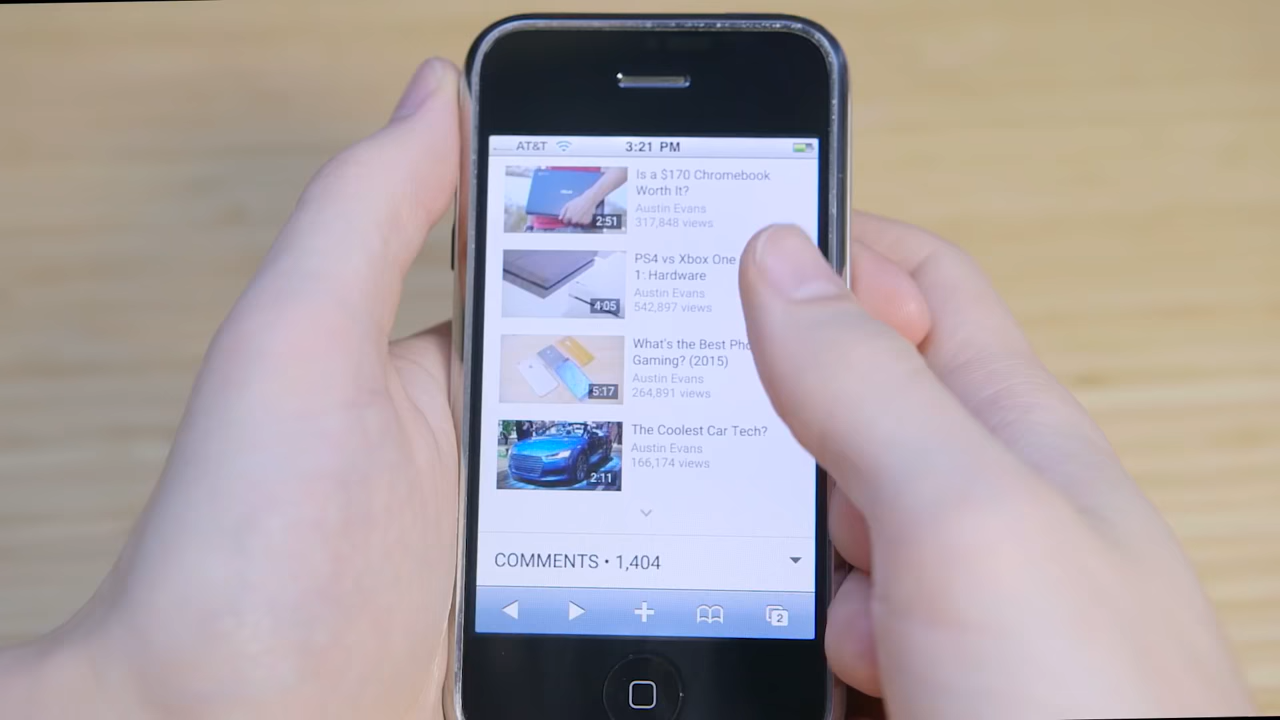 AT&T 3:21 PM
Is a $170 Chromebook
Worth It?
Austin Evans
317,848 views
2:51
PS4 vs Xbox One
1: Hardware
Austin Evans
542,897 views
4:05
What's the Best
Gaming? (2015)
Austin Evans
264,891 views
5:17
The Coolest Car Tech?
Austin Evans
166,174 views
2:11
COMMENTS • 1,404
2